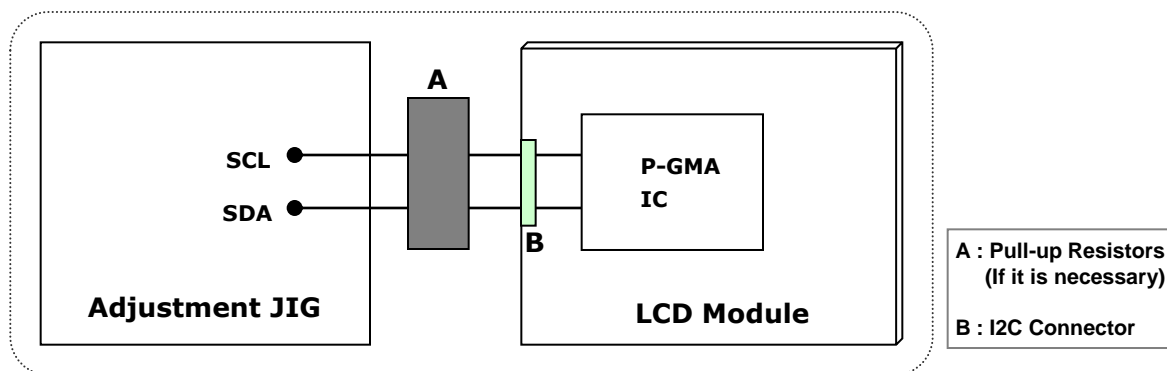 A
SCL
SDA
P-GMA
IC
B
Adjustment JIG
LCD Module
A : Pull-up Resistors
(If it is necessary)
B : I2C Connector